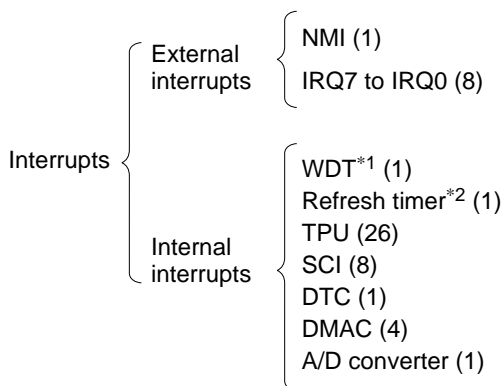 Interrupts
External
interrupts
NMI (1)
IRQ7 to IRQ0 (8)
Internal
interrupts
WDT*1 (1)
Refresh timer*2 (1)
TPU (26)
SCI (8)
DTC (1)
DMAC (4)
A/D converter (1)